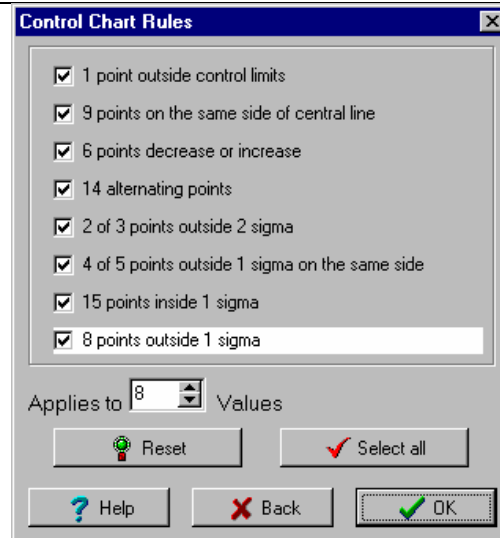 Control Chart Rules
1 point outside control limits
9 points on the same side of central line
6 points decrease or increase
14 alternating points
2 of 3 points outside 2 sigma
4 of 5 points outside 1 sigma on the same side
15 points inside 1 sigma
8 points outside 1 sigma
Applies to 8 Values
Reset Select all
Help Back OK